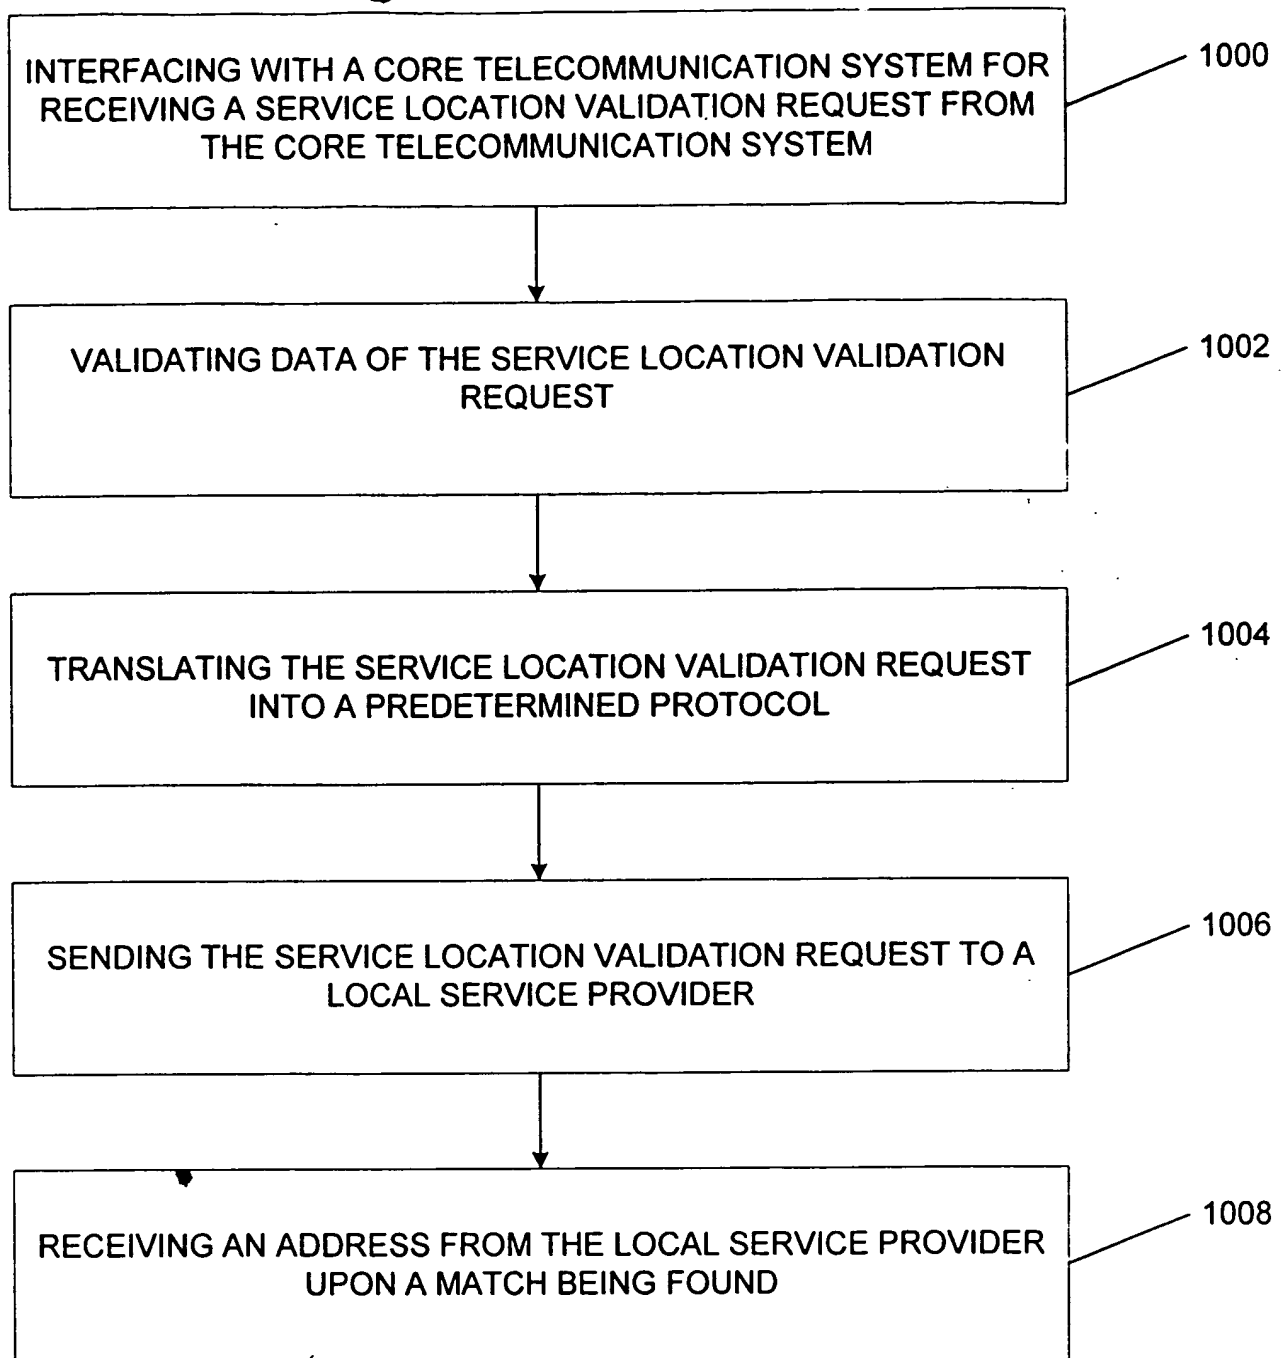 INTERFACING WITH A CORE TELECOMMUNICATION SYSTEM FOR
RECEIVING A SERVICE LOCATION VALIDATION REQUEST FROM
THE CORE TELECOMMUNICATION SYSTEM
1000
VALIDATING DATA OF THE SERVICE LOCATION VALIDATION
REQUEST
1002
TRANSLATING THE SERVICE LOCATION VALIDATION REQUEST
INTO A PREDETERMINED PROTOCOL
1004
SENDING THE SERVICE LOCATION VALIDATION REQUEST TO A
LOCAL SERVICE PROVIDER
1006
RECEIVING AN ADDRESS FROM THE LOCAL SERVICE PROVIDER
UPON A MATCH BEING FOUND
1008